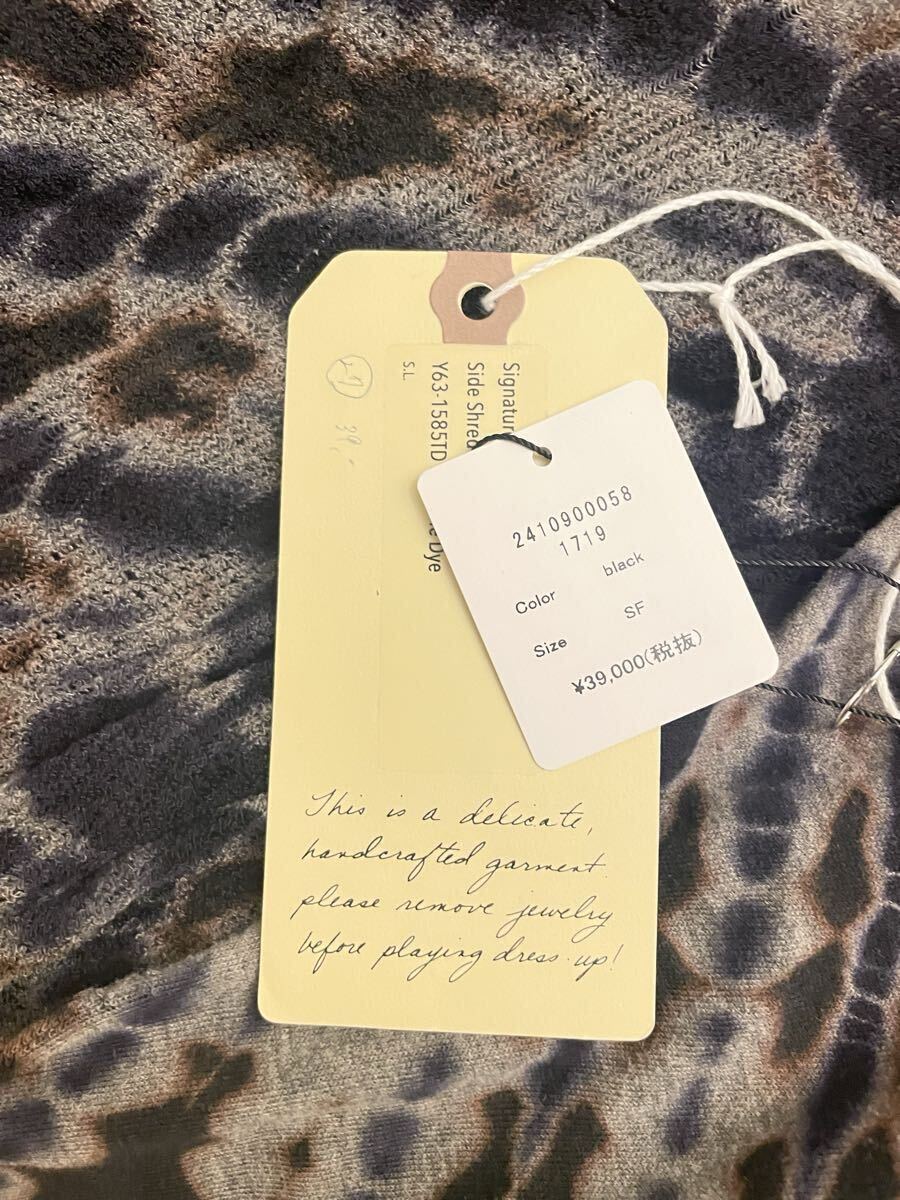 Side Shred
Y63-1585TD
Dye
S.L
39,-
2410900058
1719
Color black
Size SF
¥39,000(税抜)
This is a delicate,
handcrafted garment.
please remove jewelry
before playing dress-up!